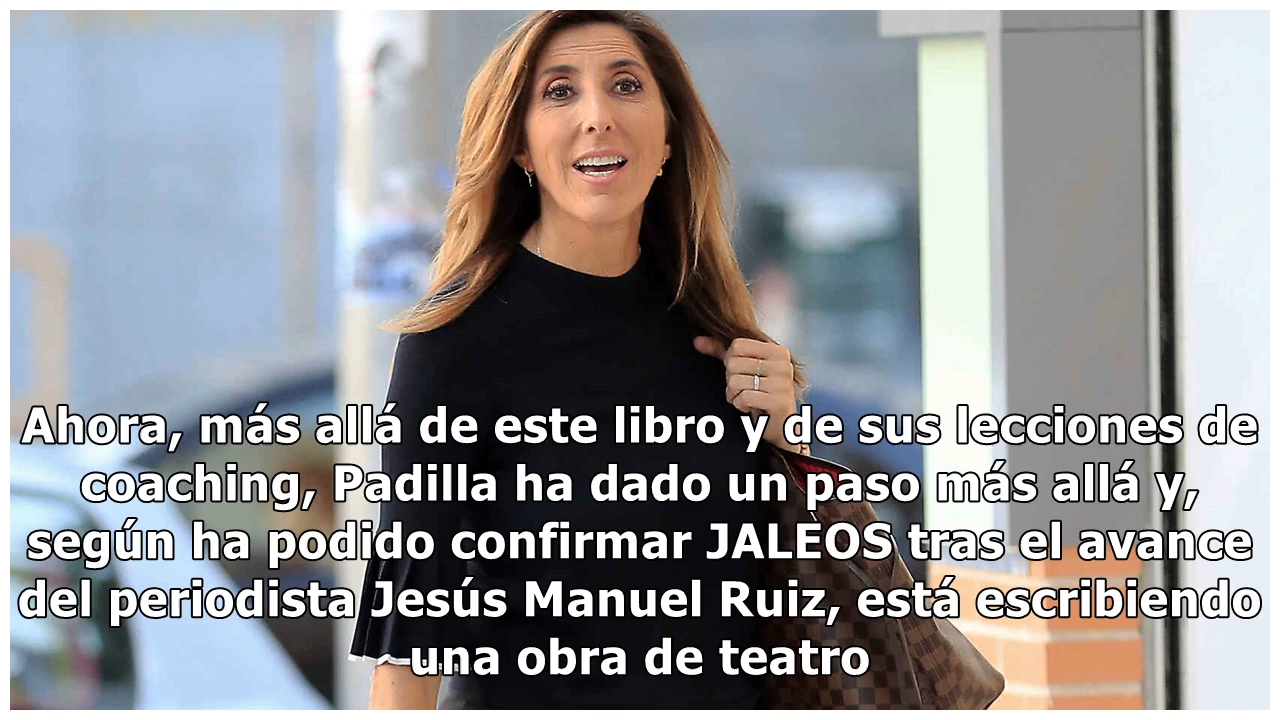 Ahora, más allá de este libro y de sus lecciones de
coaching, Padilla ha dado un paso más allá y,
según ha podido confirmar JALEOS tras el avance
del periodista Jesús Manuel Ruiz, está escribiendo
una obra de teatro